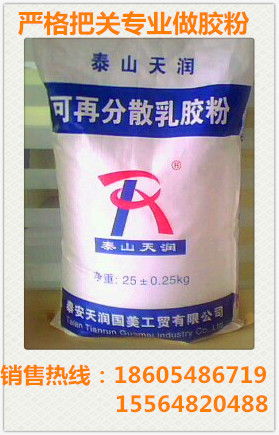 严格把关专业做胶粉
泰山天润
可再分散乳胶粉
®
泰山天润
净重:25±0.25kg
泰安天润国美工贸有限公司
Taian Tianrun Guomei Industry Co.,Ltd
销售热线：18605486719
15564820488